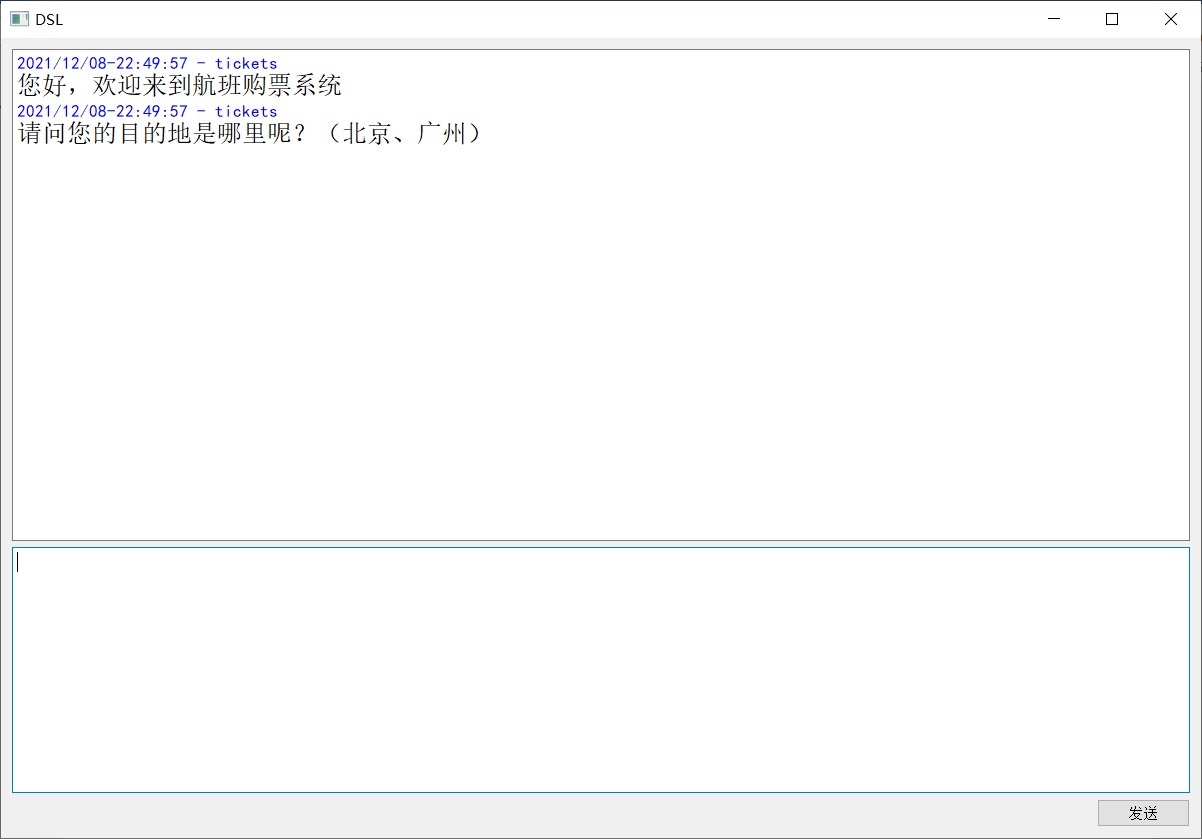 DSL
2021/12/08-22:49:57 - tickets
您好，欢迎来到航班购票系统
2021/12/08-22:49:57 - tickets
请问您的目的地是哪里呢？（北京、广州）
发送